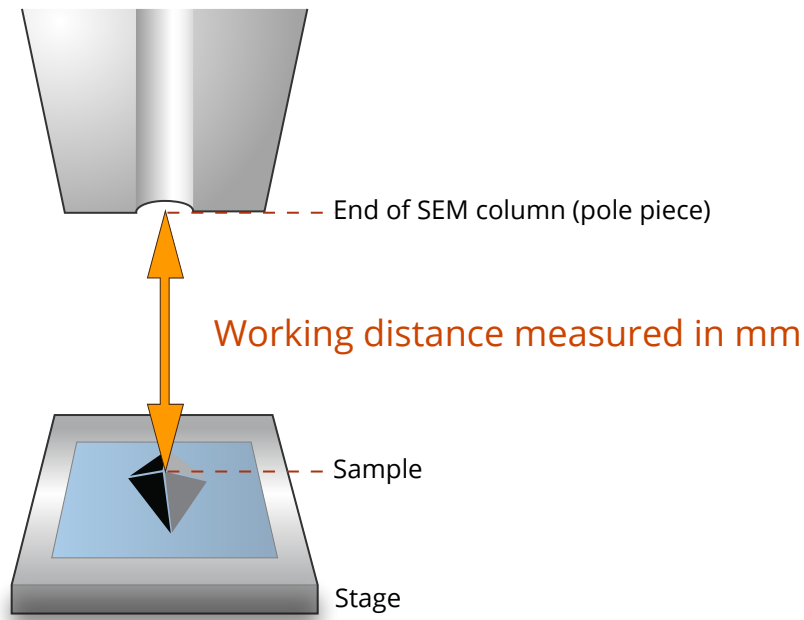 End of SEM column (pole piece)
Working distance measured in mm
Sample
Stage